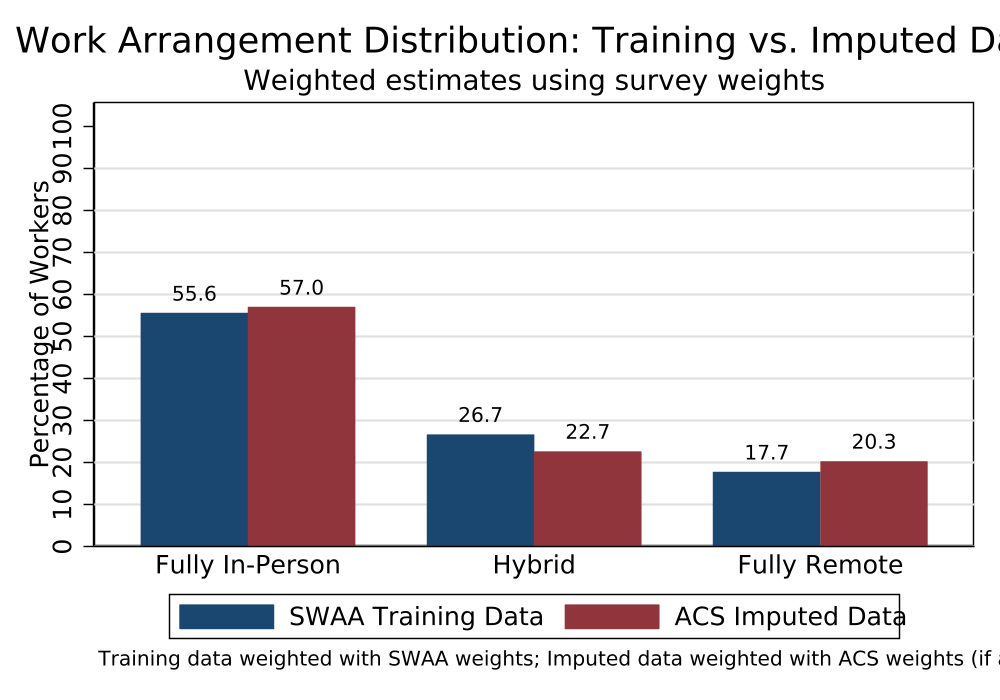 Work Arrangement Distribution: Training vs. Imputed
Weighted estimates using survey weights
Percentage of Workers
100
90
80
70
60
50
40
30
20
10
0
55.6
57.0
26.7
22.7
17.7
20.3
Fully In-Person
Hybrid
Fully Remote
SWAA Training Data
ACS Imputed Data
Training data weighted with SWAA weights; Imputed data weighted with ACS weights (if